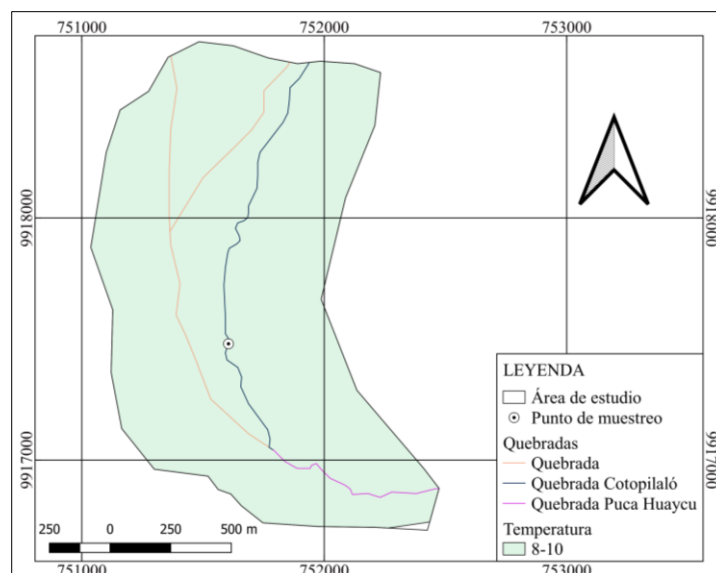 751000 752000 753000
9918000
9918000
9917000
9917000
LEYENDA
Área de estudio
Punto de muestreo
Quebradas
Quebrada
Quebrada Cotopilaló
Quebrada Puca Huaycu
Temperatura
8-10
250 0 250 500 m
751000 752000 753000